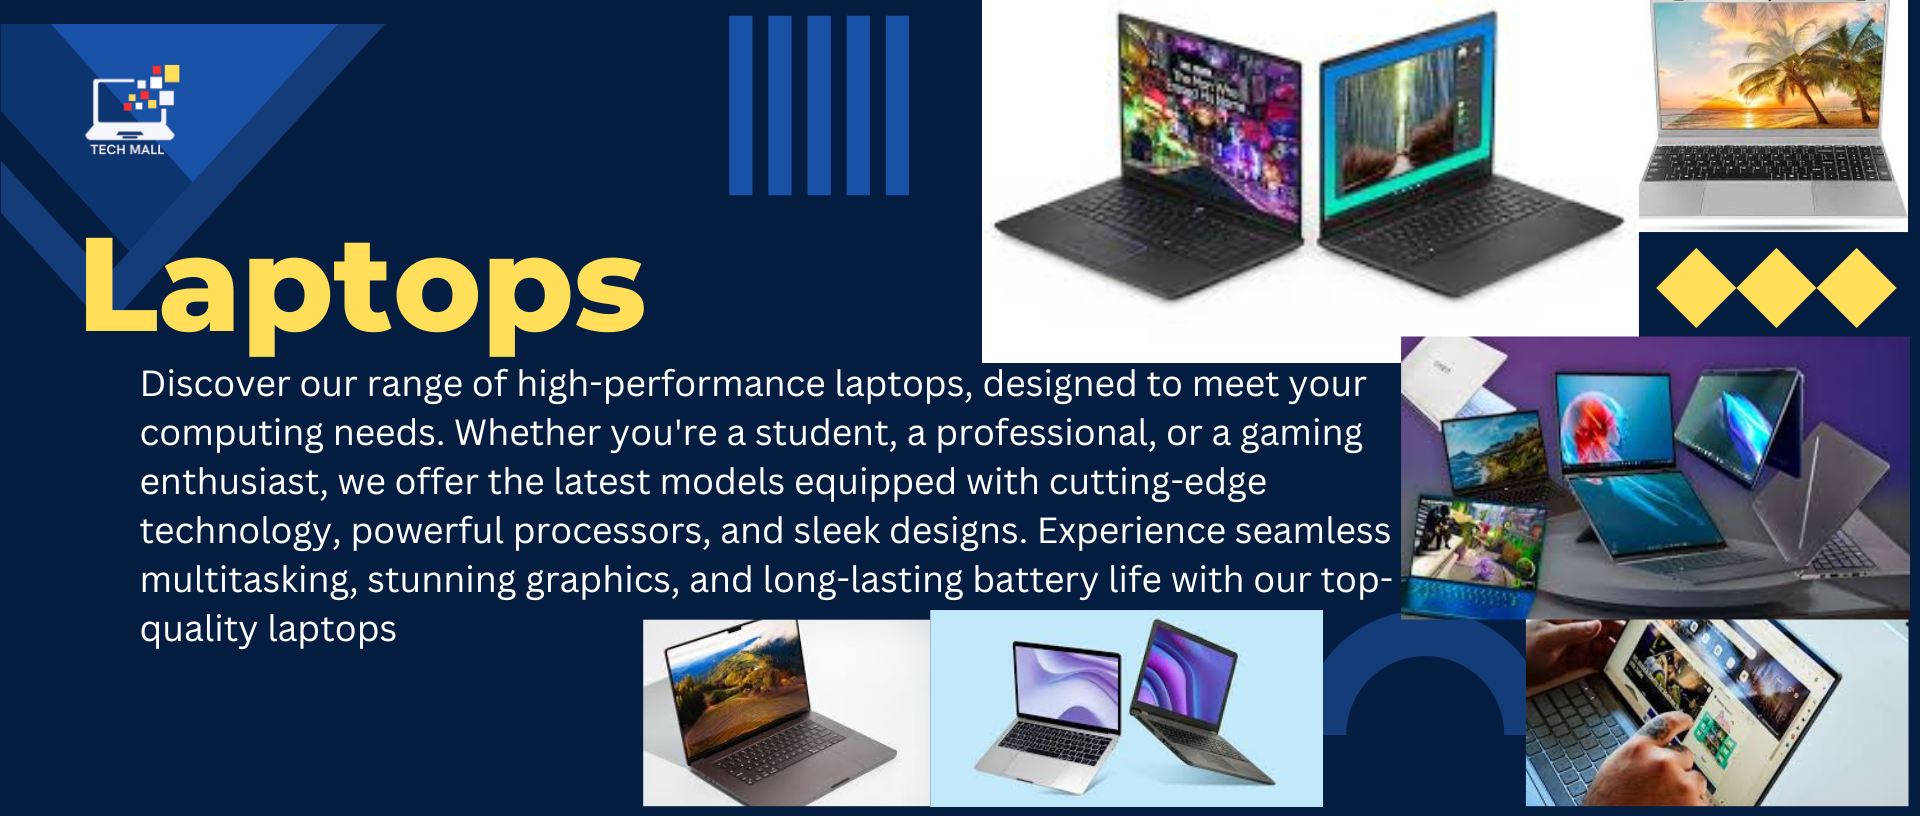 TECH MALL
Laptops
Discover our range of high-performance laptops, designed to meet your
computing needs. Whether you're a student, a professional, or a gaming
enthusiast, we offer the latest models equipped with cutting-edge
technology, powerful processors, and sleek designs. Experience seamless
multitasking, stunning graphics, and long-lasting battery life with our top-
quality laptops